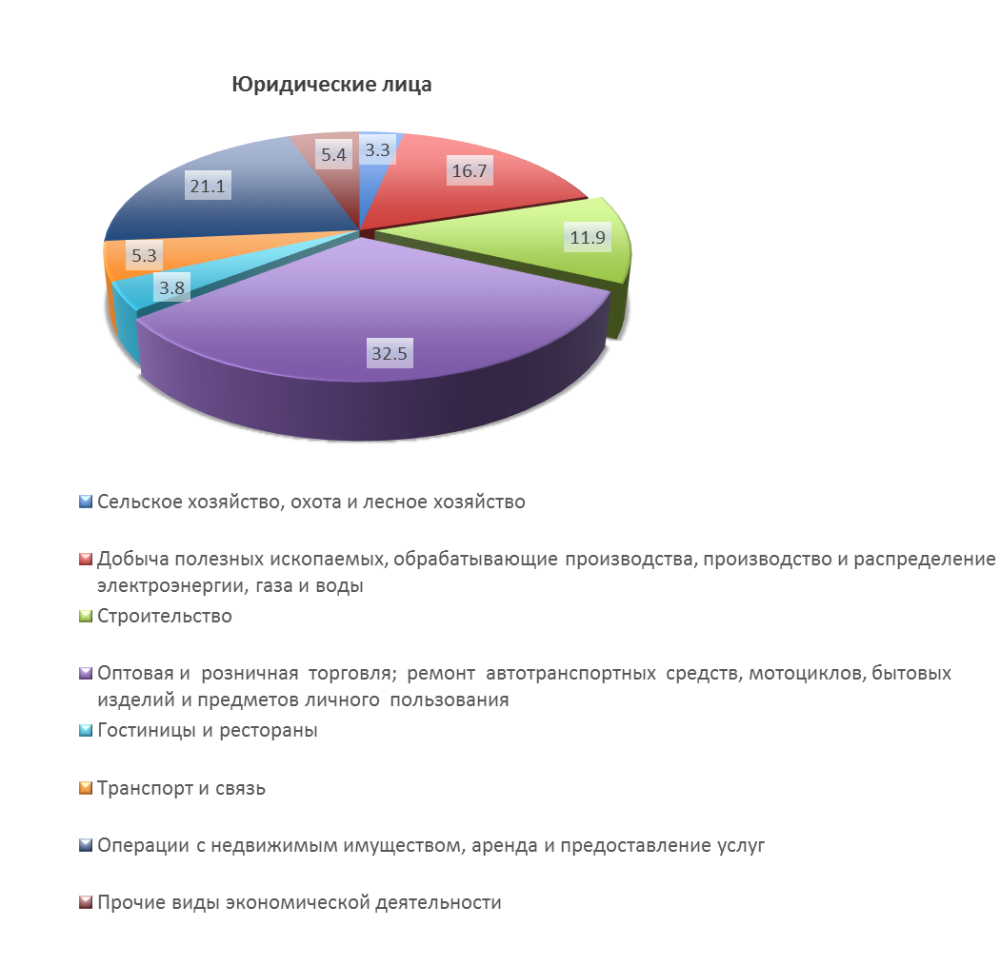 Юридические лица
5.4
3.3
16.7
21.1
11.9
5.3
3.8
32.5
Сельское хозяйство, охота и лесное хозяйство
Добыча полезных ископаемых, обрабатывающие производства, производство и распределение
электроэнергии, газа и воды
Строительство
Оптовая и розничная торговля; ремонт автотранспортных средств, мотоциклов, бытовых
изделий и предметов личного пользования
Гостиницы и рестораны
Транспорт и связь
Операции с недвижимым имуществом, аренда и предоставление услуг
Прочие виды экономической деятельности